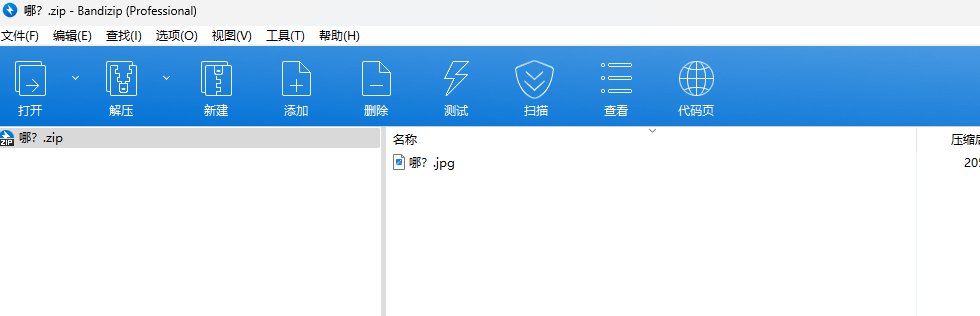 哪？.zip - Bandizip (Professional)
文件(F) 编辑(E) 查找(I) 选项(O) 视图(V) 工具(T) 帮助(H)
打开 解压 新建 添加 删除 测试 扫描 查看 代码页
ZIP 哪？.zip
名称 压缩后
哪？.jpg 205